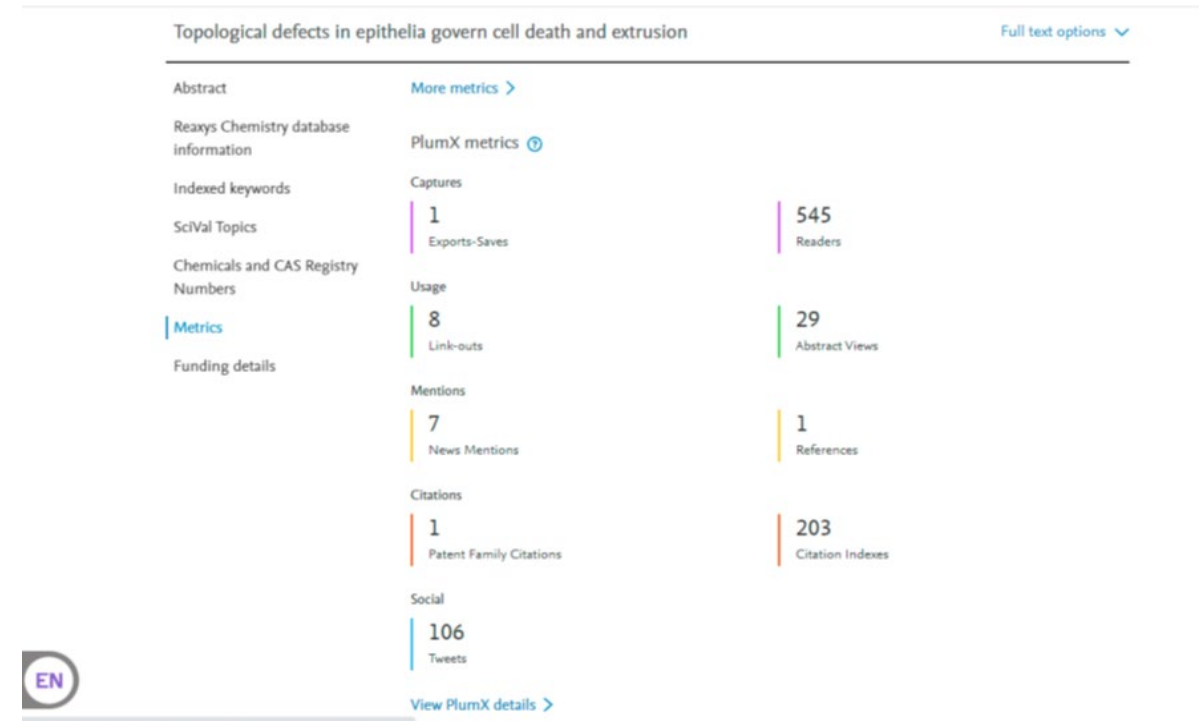 Topological defects in epithelia govern cell death and extrusion
Full text options
Abstract
Reaxys Chemistry database
information
Indexed keywords
SciVal Topics
Chemicals and CAS Registry
Numbers
Metrics
Funding details
More metrics
PlumX metrics ?
Captures
1
Exports-Saves
545
Readers
Usage
8
Link-outs
29
Abstract Views
Mentions
7
News Mentions
1
References
Citations
1
Patent Family Citations
203
Citation Indexes
Social
106
Tweets
View PlumX details
EN